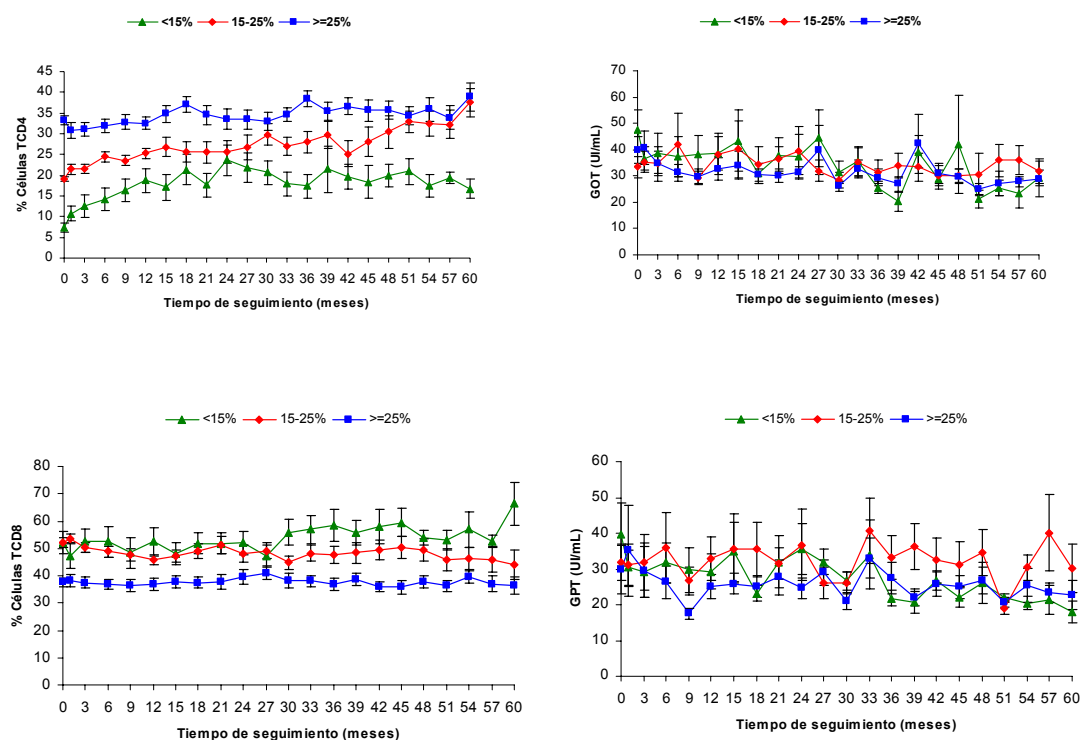 <15% 15-25% >=25%
% Células TCD4
45
40
35
30
25
20
15
10
5
0
0 3 6 9 12 15 18 21 24 27 30 33 36 39 42 45 48 51 54 57 60
Tiempo de seguimiento (meses)
<15% 15-25% >=25%
GOT (UI/mL)
70
60
50
40
30
20
10
0
0 3 6 9 12 15 18 21 24 27 30 33 36 39 42 45 48 51 54 57 60
Tiempo de seguimiento (meses)
<15% 15-25% >=25%
% Células TCD8
80
70
60
50
40
30
20
10
0
0 3 6 9 12 15 18 21 24 27 30 33 36 39 42 45 48 51 54 57 60
Tiempo de seguimiento (meses)
<15% 15-25% >=25%
GPT (UI/mL)
60
50
40
30
20
10
0
0 3 6 9 12 15 18 21 24 27 30 33 36 39 42 45 48 51 54 57 60
Tiempo de seguimiento (meses)